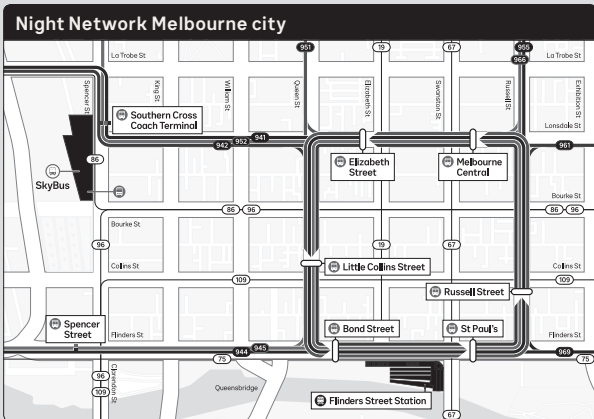 Night Network Melbourne city
951
19
67
955
966
La Trobe St
La Trobe St
Spencer St
King St
William St
Queen St
Elizabeth St
Swanston St
Russell St
Exhibition St
Southern Cross
Coach Terminal
Lonsdale St
942
952
941
961
Elizabeth
Street
Melbourne
Central
86
SkyBus
Bourke St
86
96
86
96
Bourke St
96
19
67
Collins St
Little Collins Street
Collins St
109
109
Russell Street
Spencer
Street
Flinders St
Bond Street
St Paul's
Flinders St
944
945
75
969
75
96
109
Clarendon St
Queensbridge
Flinders Street Station
67